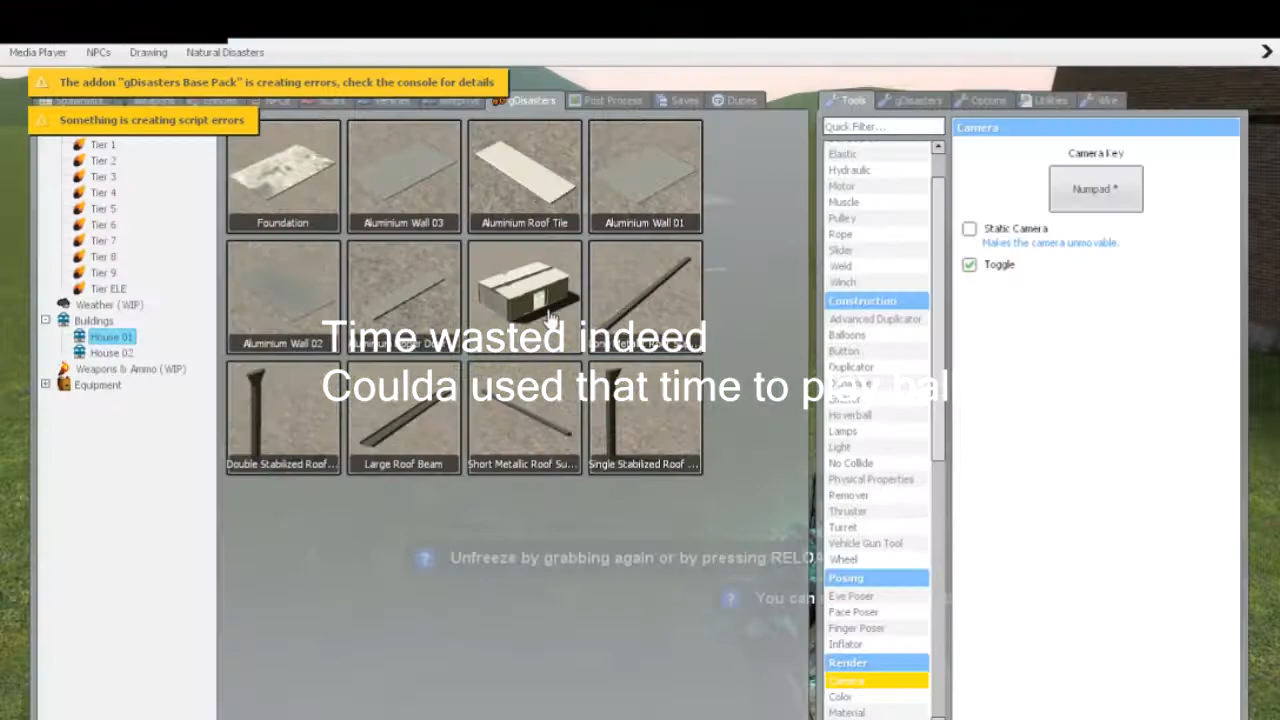 Media Player NPCs Drawing Natural Disasters
The addon "gDisasters Base Pack" is creating errors, check the console for details
Something is creating script errors
gDisasters Post Process Saves Dupes
Tier 1
Tier 2
Tier 3
Tier 4
Tier 5
Tier 6
Tier 7
Tier 8
Tier 9
Tier ELE
Weather (WIP)
Buildings
House 01
House 02
Weapons & Ammo (WIP)
Equipment
Foundation
Aluminium Wall 03
Aluminium Roof Tile
Aluminium Wall 01
Aluminium Wall 02
Double Stabilized Roof...
Large Roof Beam
Short Metallic Roof Su...
Single Stabilized Roof ...
Time wasted indeed
Coulda used that time to play
Unfreeze by grabbing again or by pressing
You can
Tools gDisasters Options Utilities Wire
Quick Filter...
Elastic
Hydraulic
Motor
Muscle
Pulley
Rope
Slider
Weld
Winch
Construction
Advanced Duplicator
Balloons
Button
Duplicator
Hoverball
Lamps
Light
No Collide
Physical Properties
Remover
Thruster
Turret
Vehicle Gun Tool
Wheel
Posing
Eye Poser
Face Poser
Finger Poser
Inflator
Render
Camera
Color
Material
Camera
Camera Key
Numpad *
Static Camera
Makes the camera unmovable.
Toggle